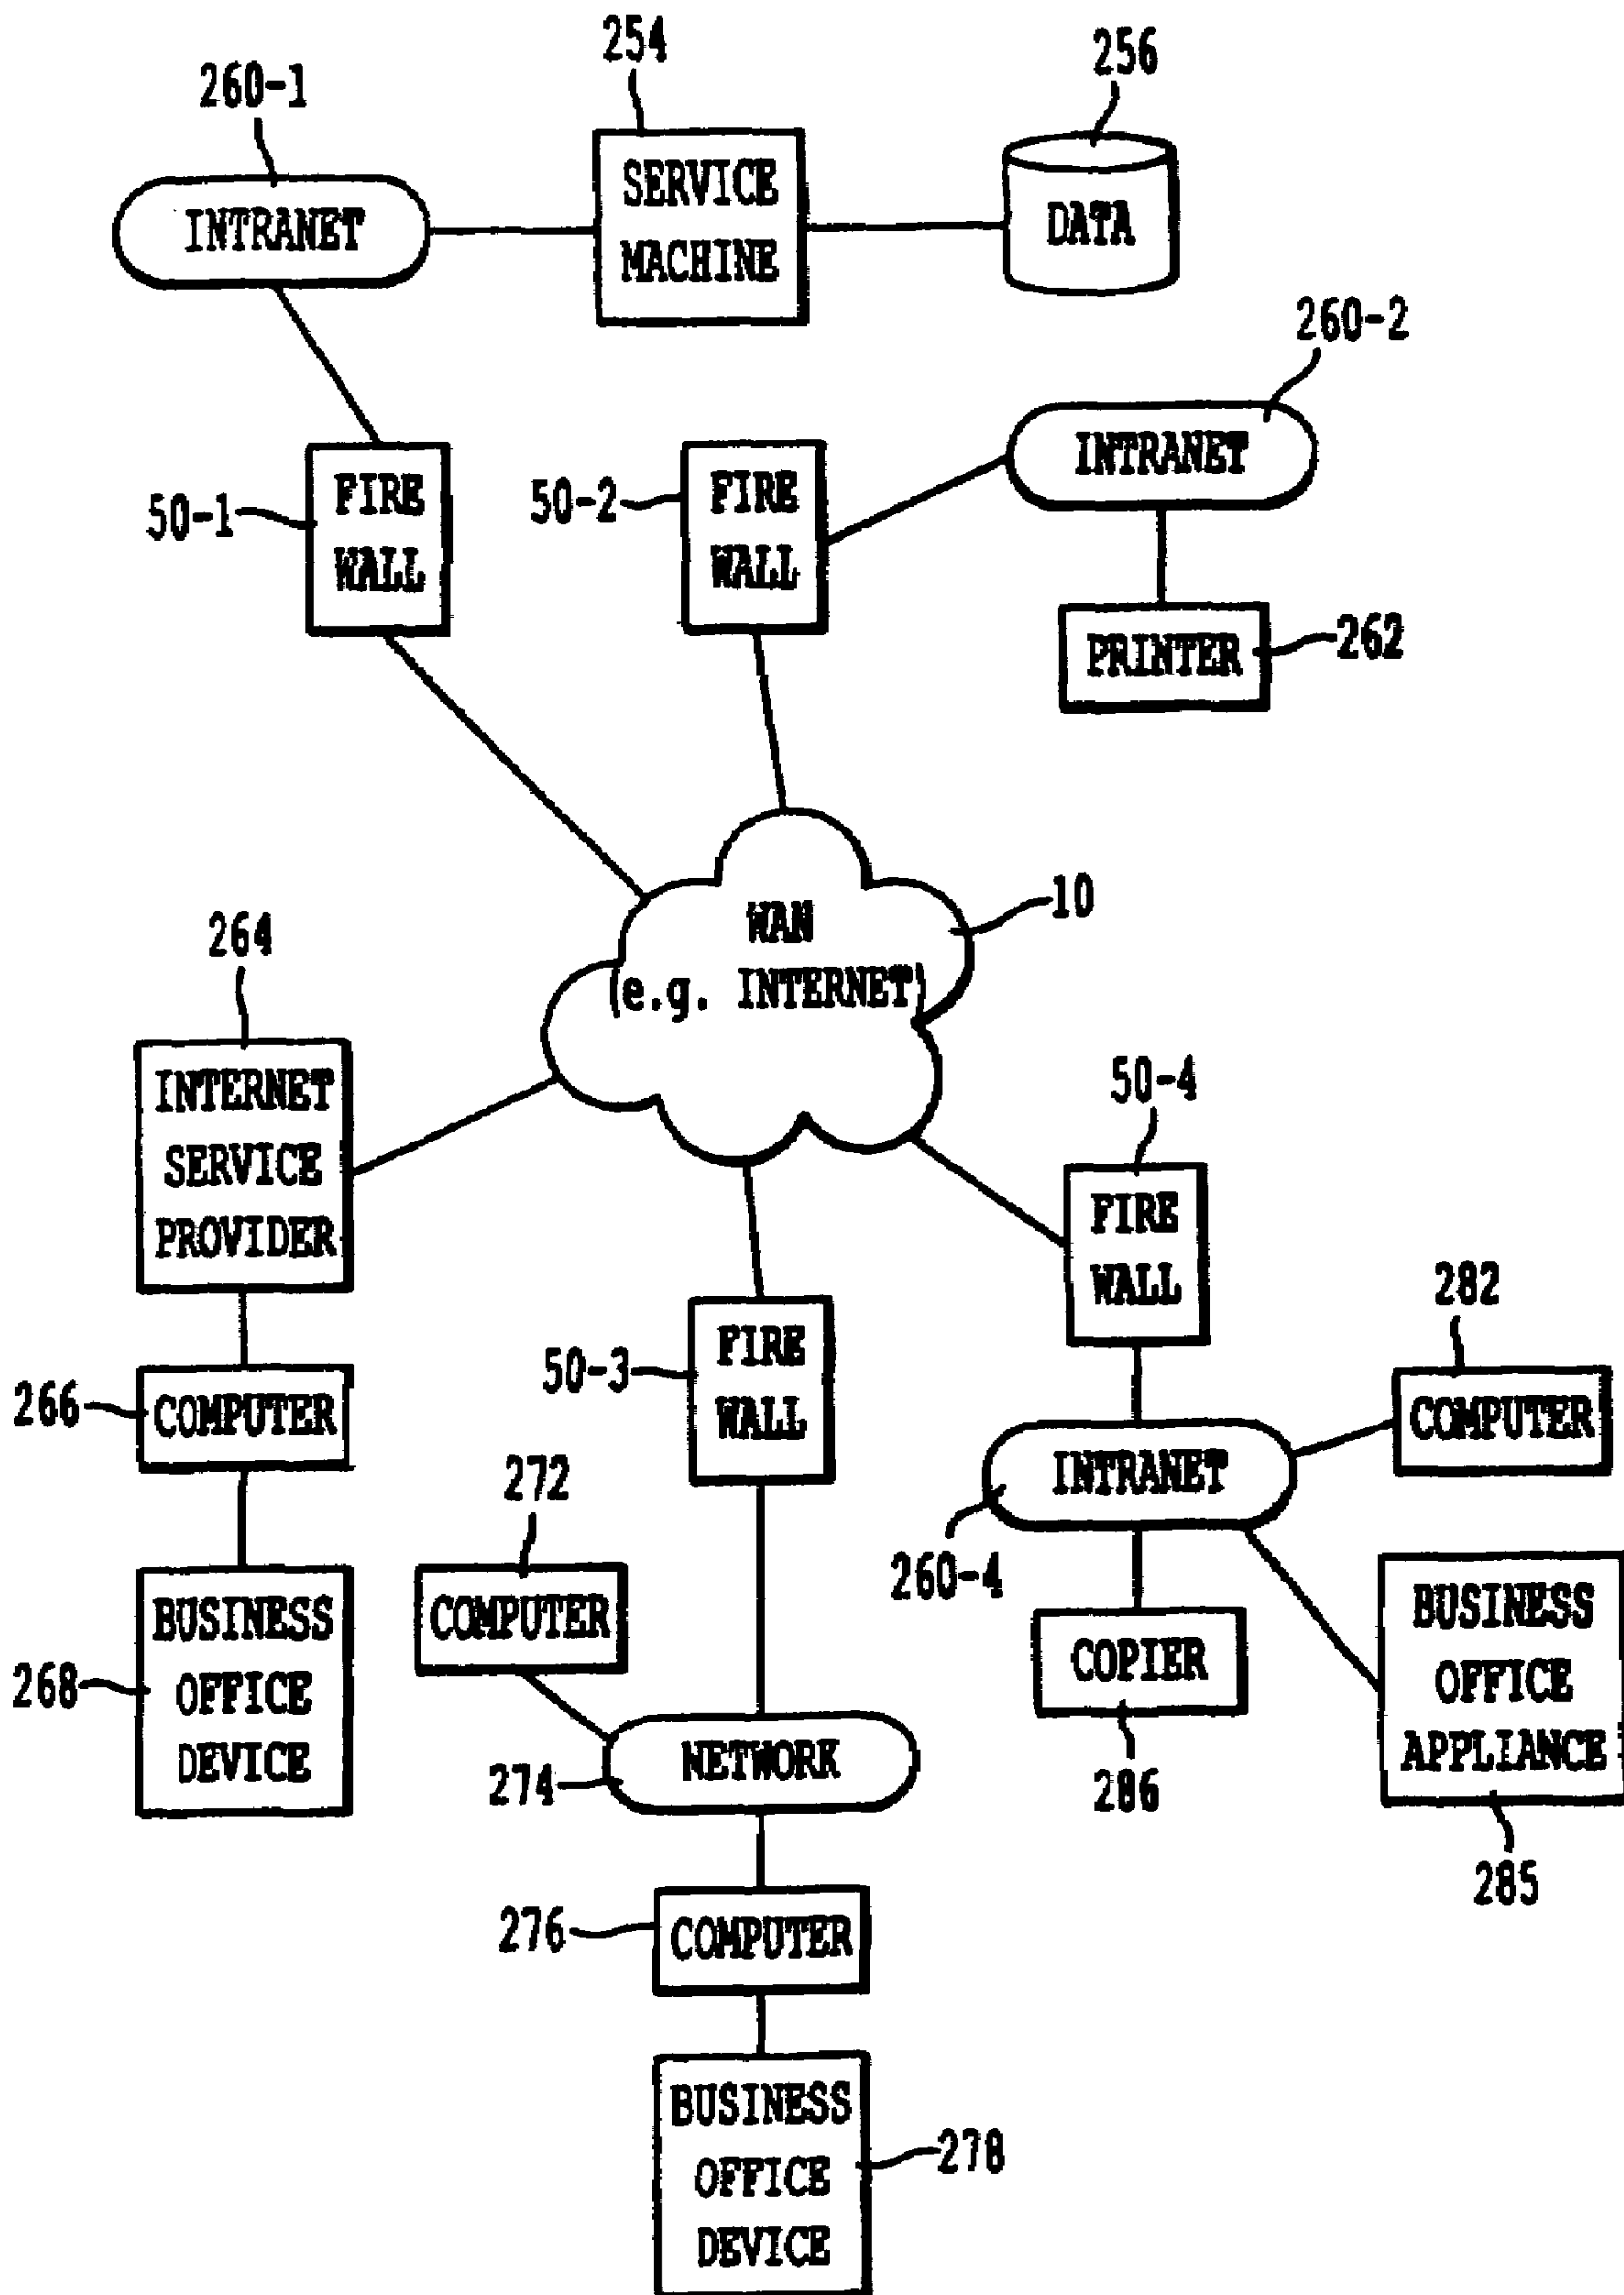 254
256
260-1
SERVICE
MACHINE
INTRANET
DATA
260-2
INTRANET
50-1
FIRE
WALL
50-2
FIRE
WALL
PRINTER
262
WAN
(e.g. INTERNET)
10
264
INTERNET
SERVICE
PROVIDER
50-4
FIRE
WALL
50-3
FIRE
WALL
282
COMPUTER
266
COMPUTER
INTRANET
260-4
272
COMPUTER
268
BUSINESS
OFFICE
DEVICE
COPIER
286
BUSINESS
OFFICE
APPLIANCE
285
274
NETWORK
276
COMPUTER
BUSINESS
OFFICE
DEVICE
278